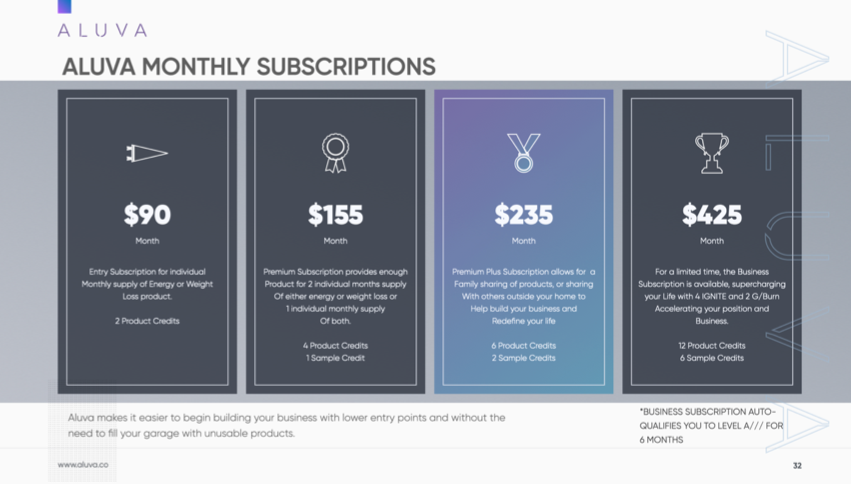 ALUVA
ALUVA MONTHLY SUBSCRIPTIONS
$90
Month
Entry Subscription for individual
Monthly supply of Energy or Weight
Loss product.
2 Product Credits
$155
Month
Premium Subscription provides enough
Product for 2 individual months supply
Of either energy or weight loss or
1 individual monthly supply
Of both.
4 Product Credits
1 Sample Credit
$235
Month
Premium Plus Subscription allows for a
Family sharing of products, or sharing
With others outside your home to
Help build your business and
Redefine your life
6 Product Credits
2 Sample Credits
$425
Month
For a limited time, the Business
Subscription is available, supercharging
your Life with 4 IGNITE and 2 G/Burn
Accelerating your position and
Business.
12 Product Credits
6 Sample Credits
ALUVA
Aluva makes it easier to begin building your business with lower entry points and without the
need to fill your garage with unusable products.
*BUSINESS SUBSCRIPTION AUTO-
QUALIFIES YOU TO LEVEL A/// FOR
6 MONTHS
www.aluva.co
32